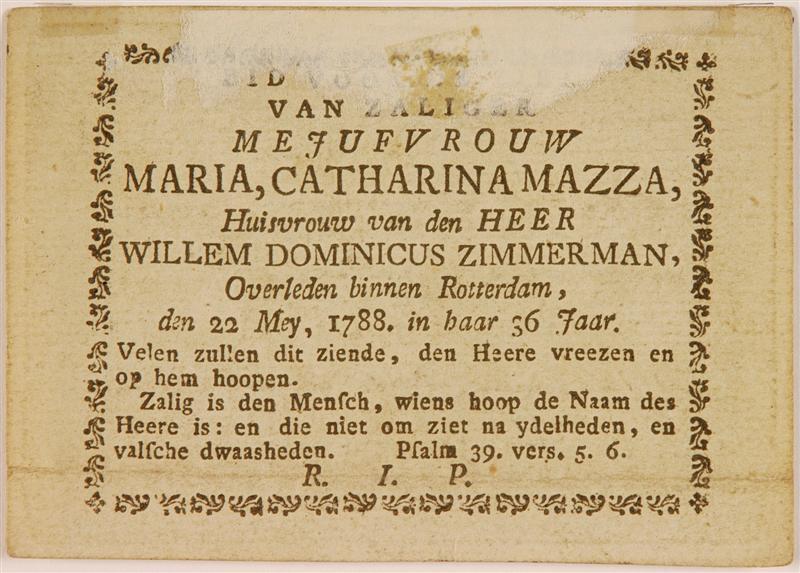 VAN ZALIGER
MEJUFVROUW
MARIA, CATHARINA MAZZA,
Huisvrouw van den HEER
WILLEM DOMINICUS ZIMMERMAN,
Overleden binnen Rotterdam,
den 22 Mey, 1788. in haar 36 Jaar.
Velen zullen dit ziende, den Heere vreezen en
op hem hoopen.
Zalig is den Menſch, wiens hoop de Naam des
Heere is: en die niet om ziet na ydelheden, en
valſche dwaasheden. Pſalm 39. vers. 5. 6.
R. I. P.